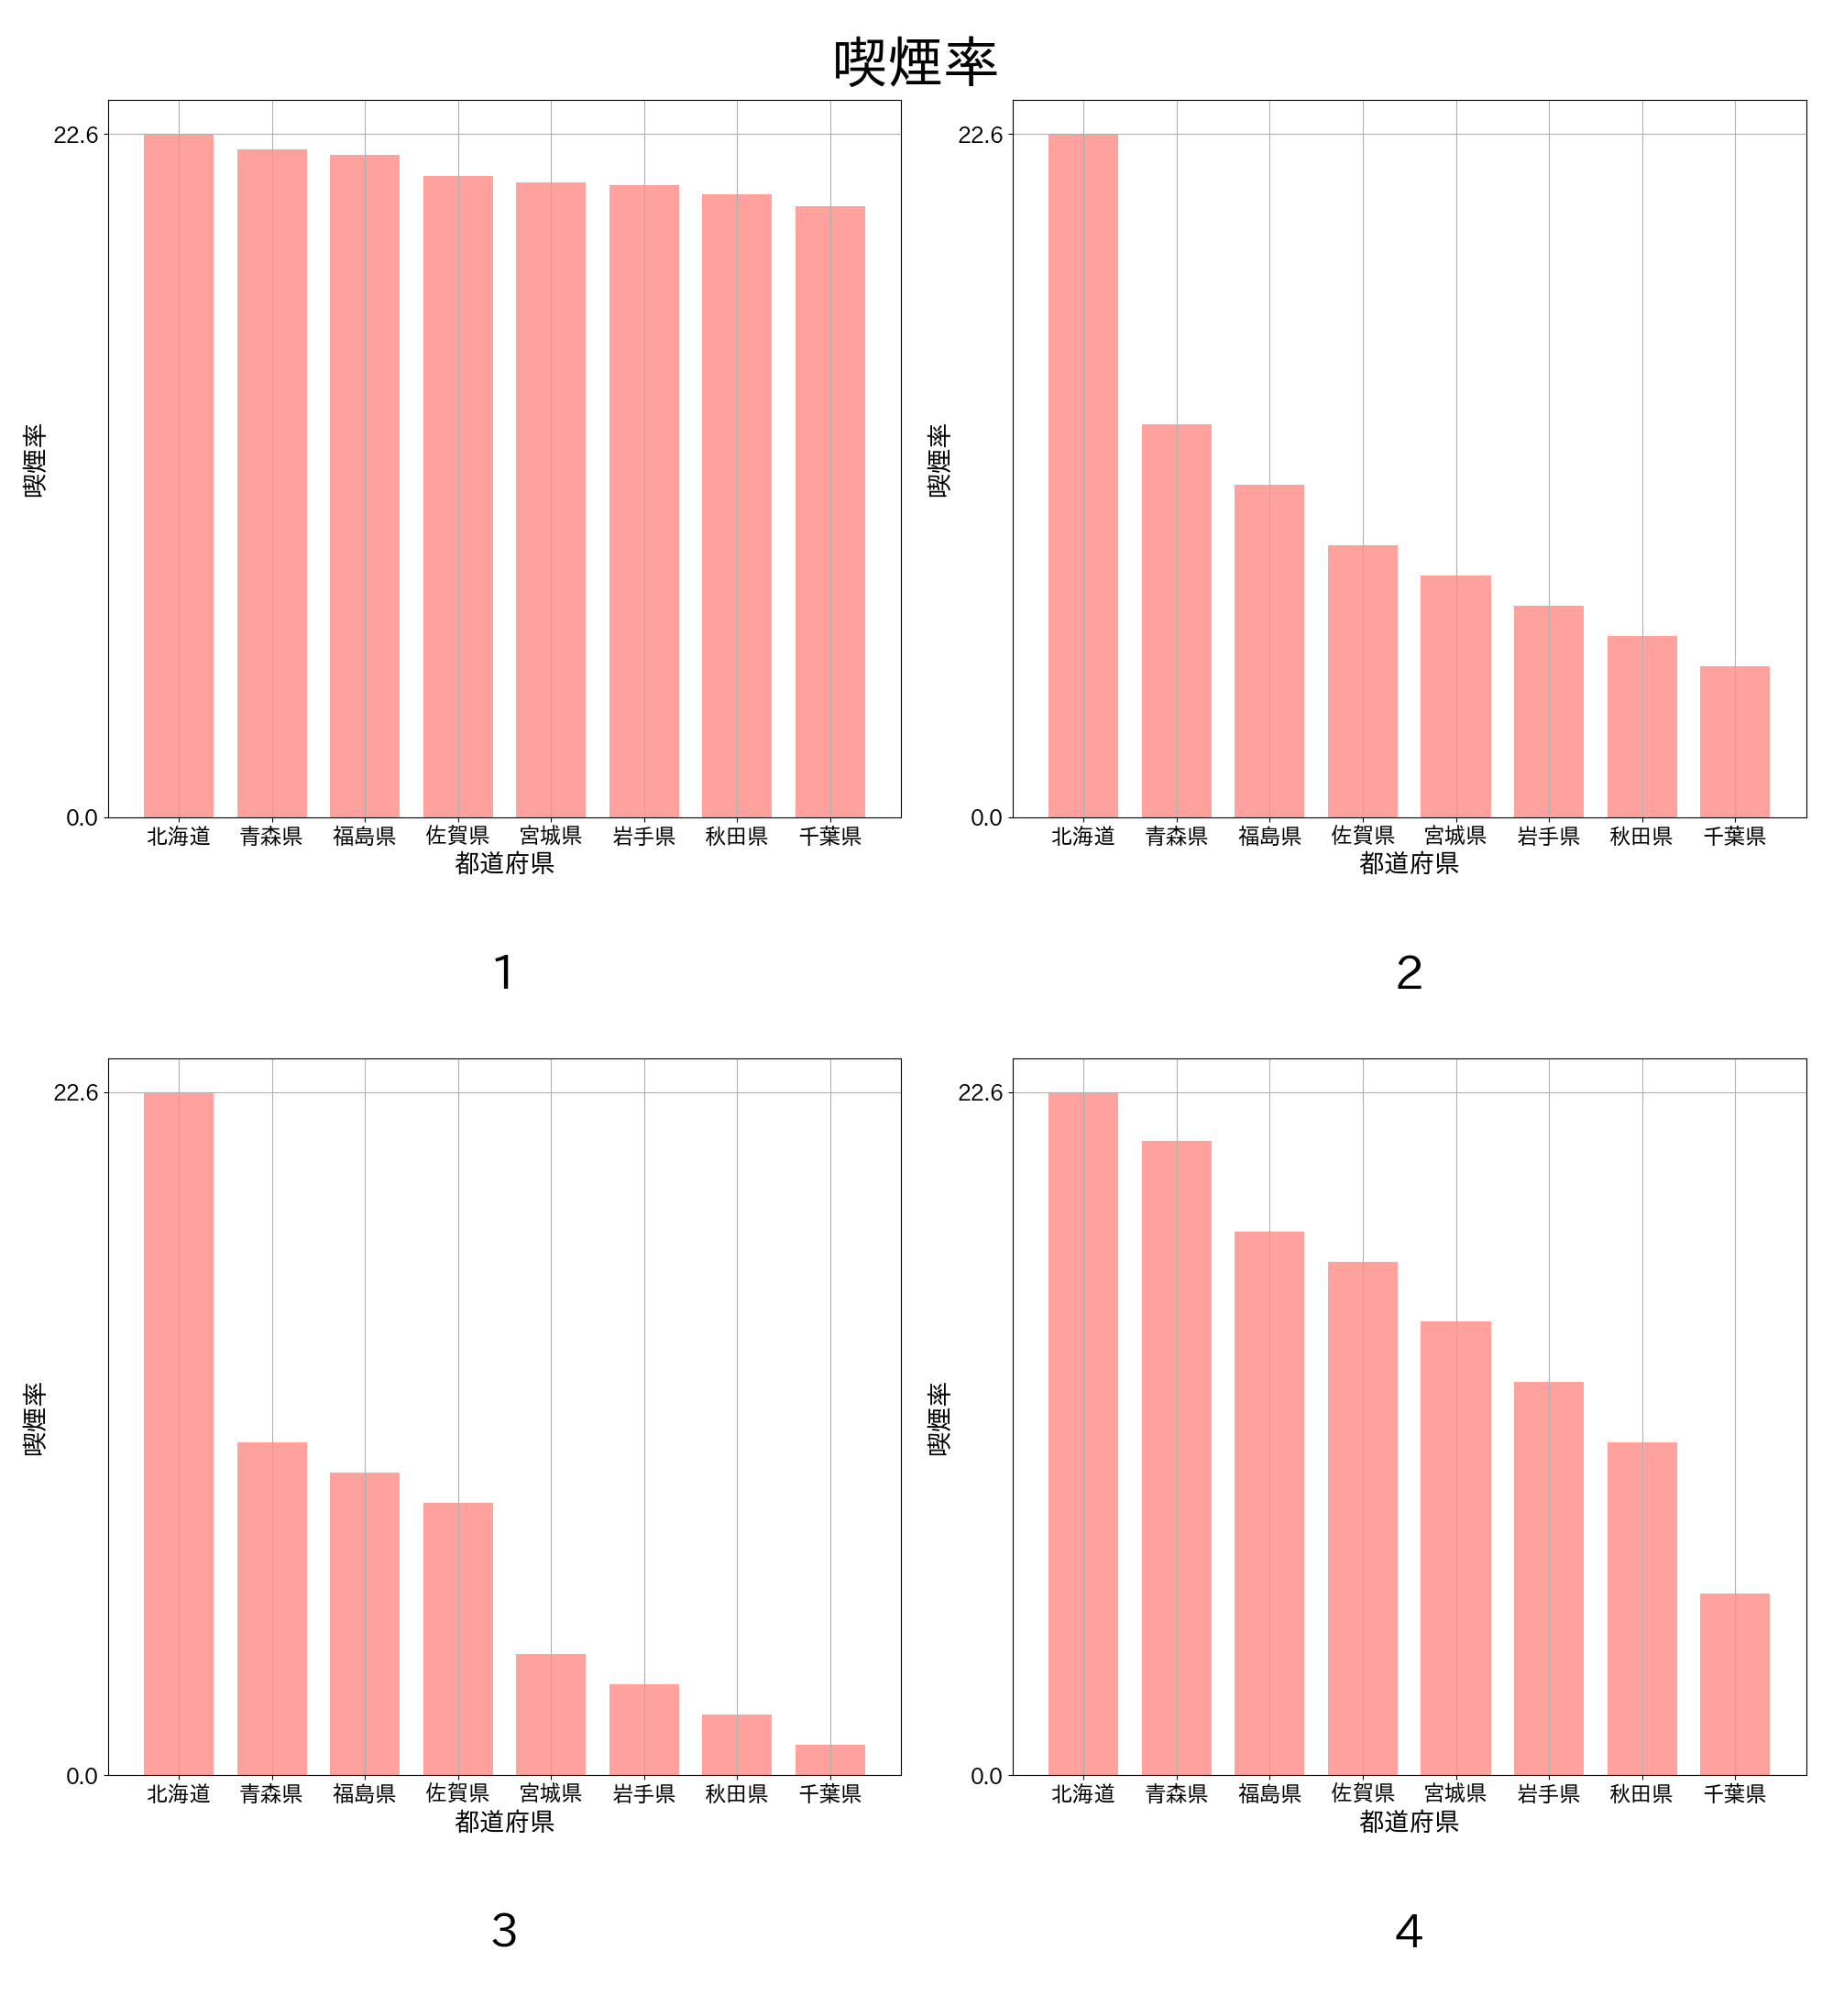 喫煙率
22.6
0.0
喫煙率
北海道 青森県 福島県 佐賀県 宮城県 岩手県 秋田県 千葉県
都道府県
1
22.6
0.0
喫煙率
北海道 青森県 福島県 佐賀県 宮城県 岩手県 秋田県 千葉県
都道府県
2
22.6
0.0
喫煙率
北海道 青森県 福島県 佐賀県 宮城県 岩手県 秋田県 千葉県
都道府県
3
22.6
0.0
喫煙率
北海道 青森県 福島県 佐賀県 宮城県 岩手県 秋田県 千葉県
都道府県
4